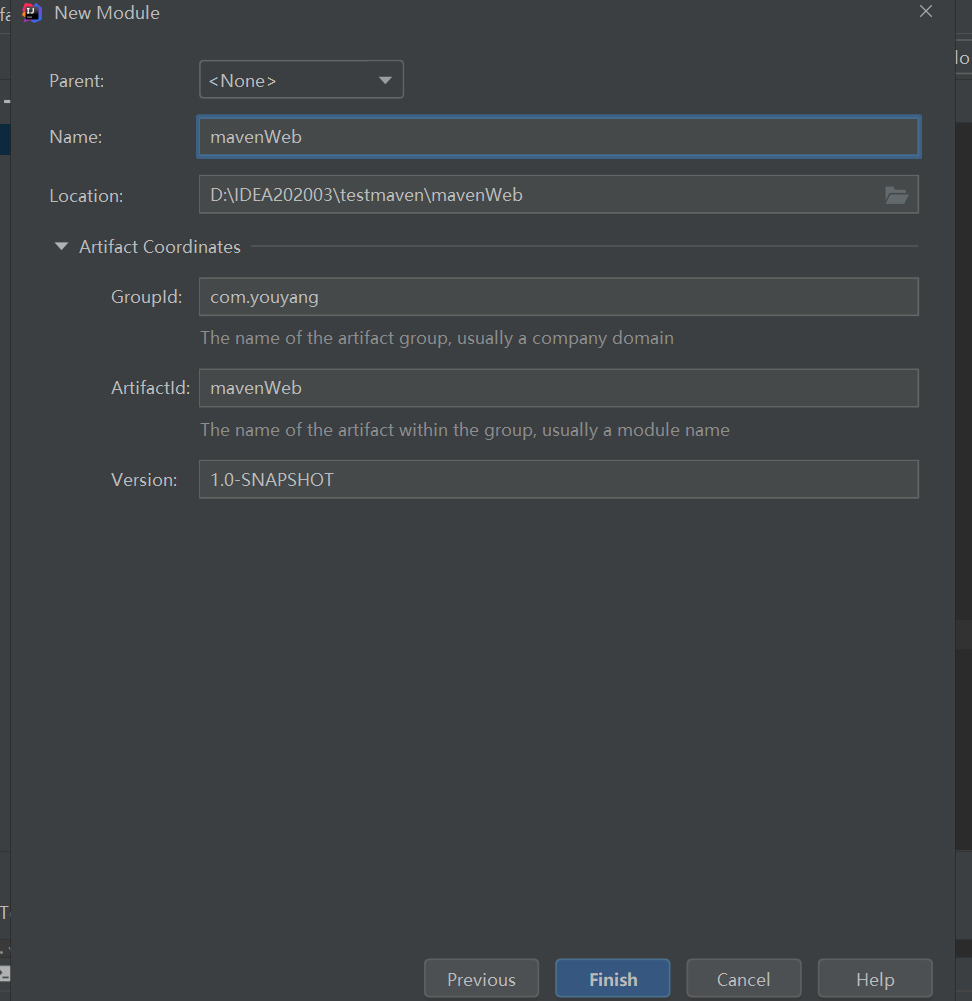 New Module
Parent: <None>
Name: mavenWeb
Location: D:\IDEA202003\testmaven\mavenWeb
Artifact Coordinates
GroupId: com.youyang
The name of the artifact group, usually a company domain
ArtifactId: mavenWeb
The name of the artifact within the group, usually a module name
Version: 1.0-SNAPSHOT
Previous Finish Cancel Help